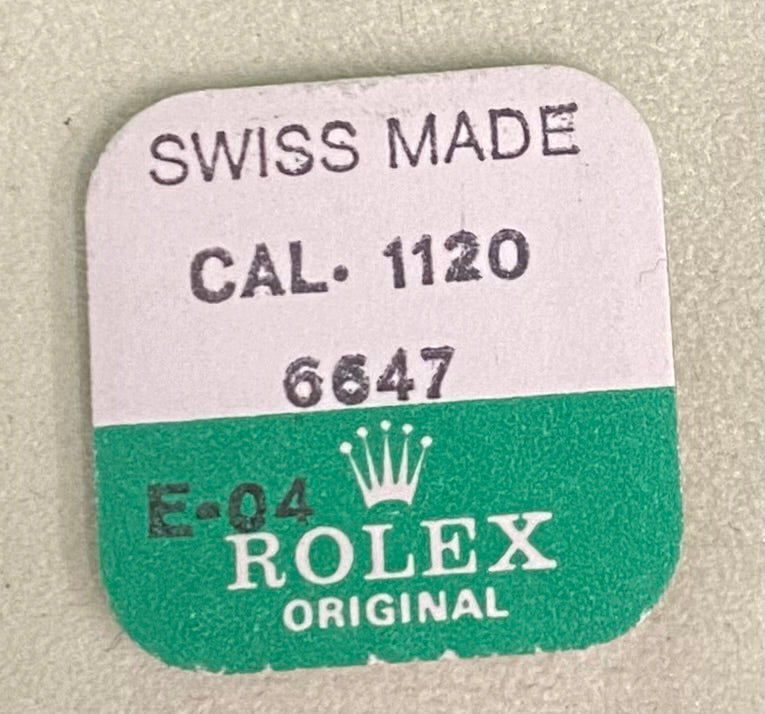 SWISS MADE
CAL. 1120
6647
E-04
ROLEX
ORIGINAL